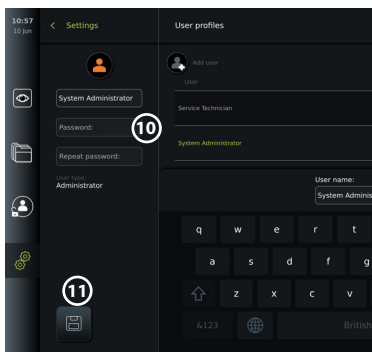 10:57
10 Jun
Settings
User profiles
Add user
User
System Administrator
Service Technician
Password:
10
System Administrator
Repeat password:
User type:
Administrator
User name:
System Adminis
q w e r t
a s d f g
z x c v
11
&123
British